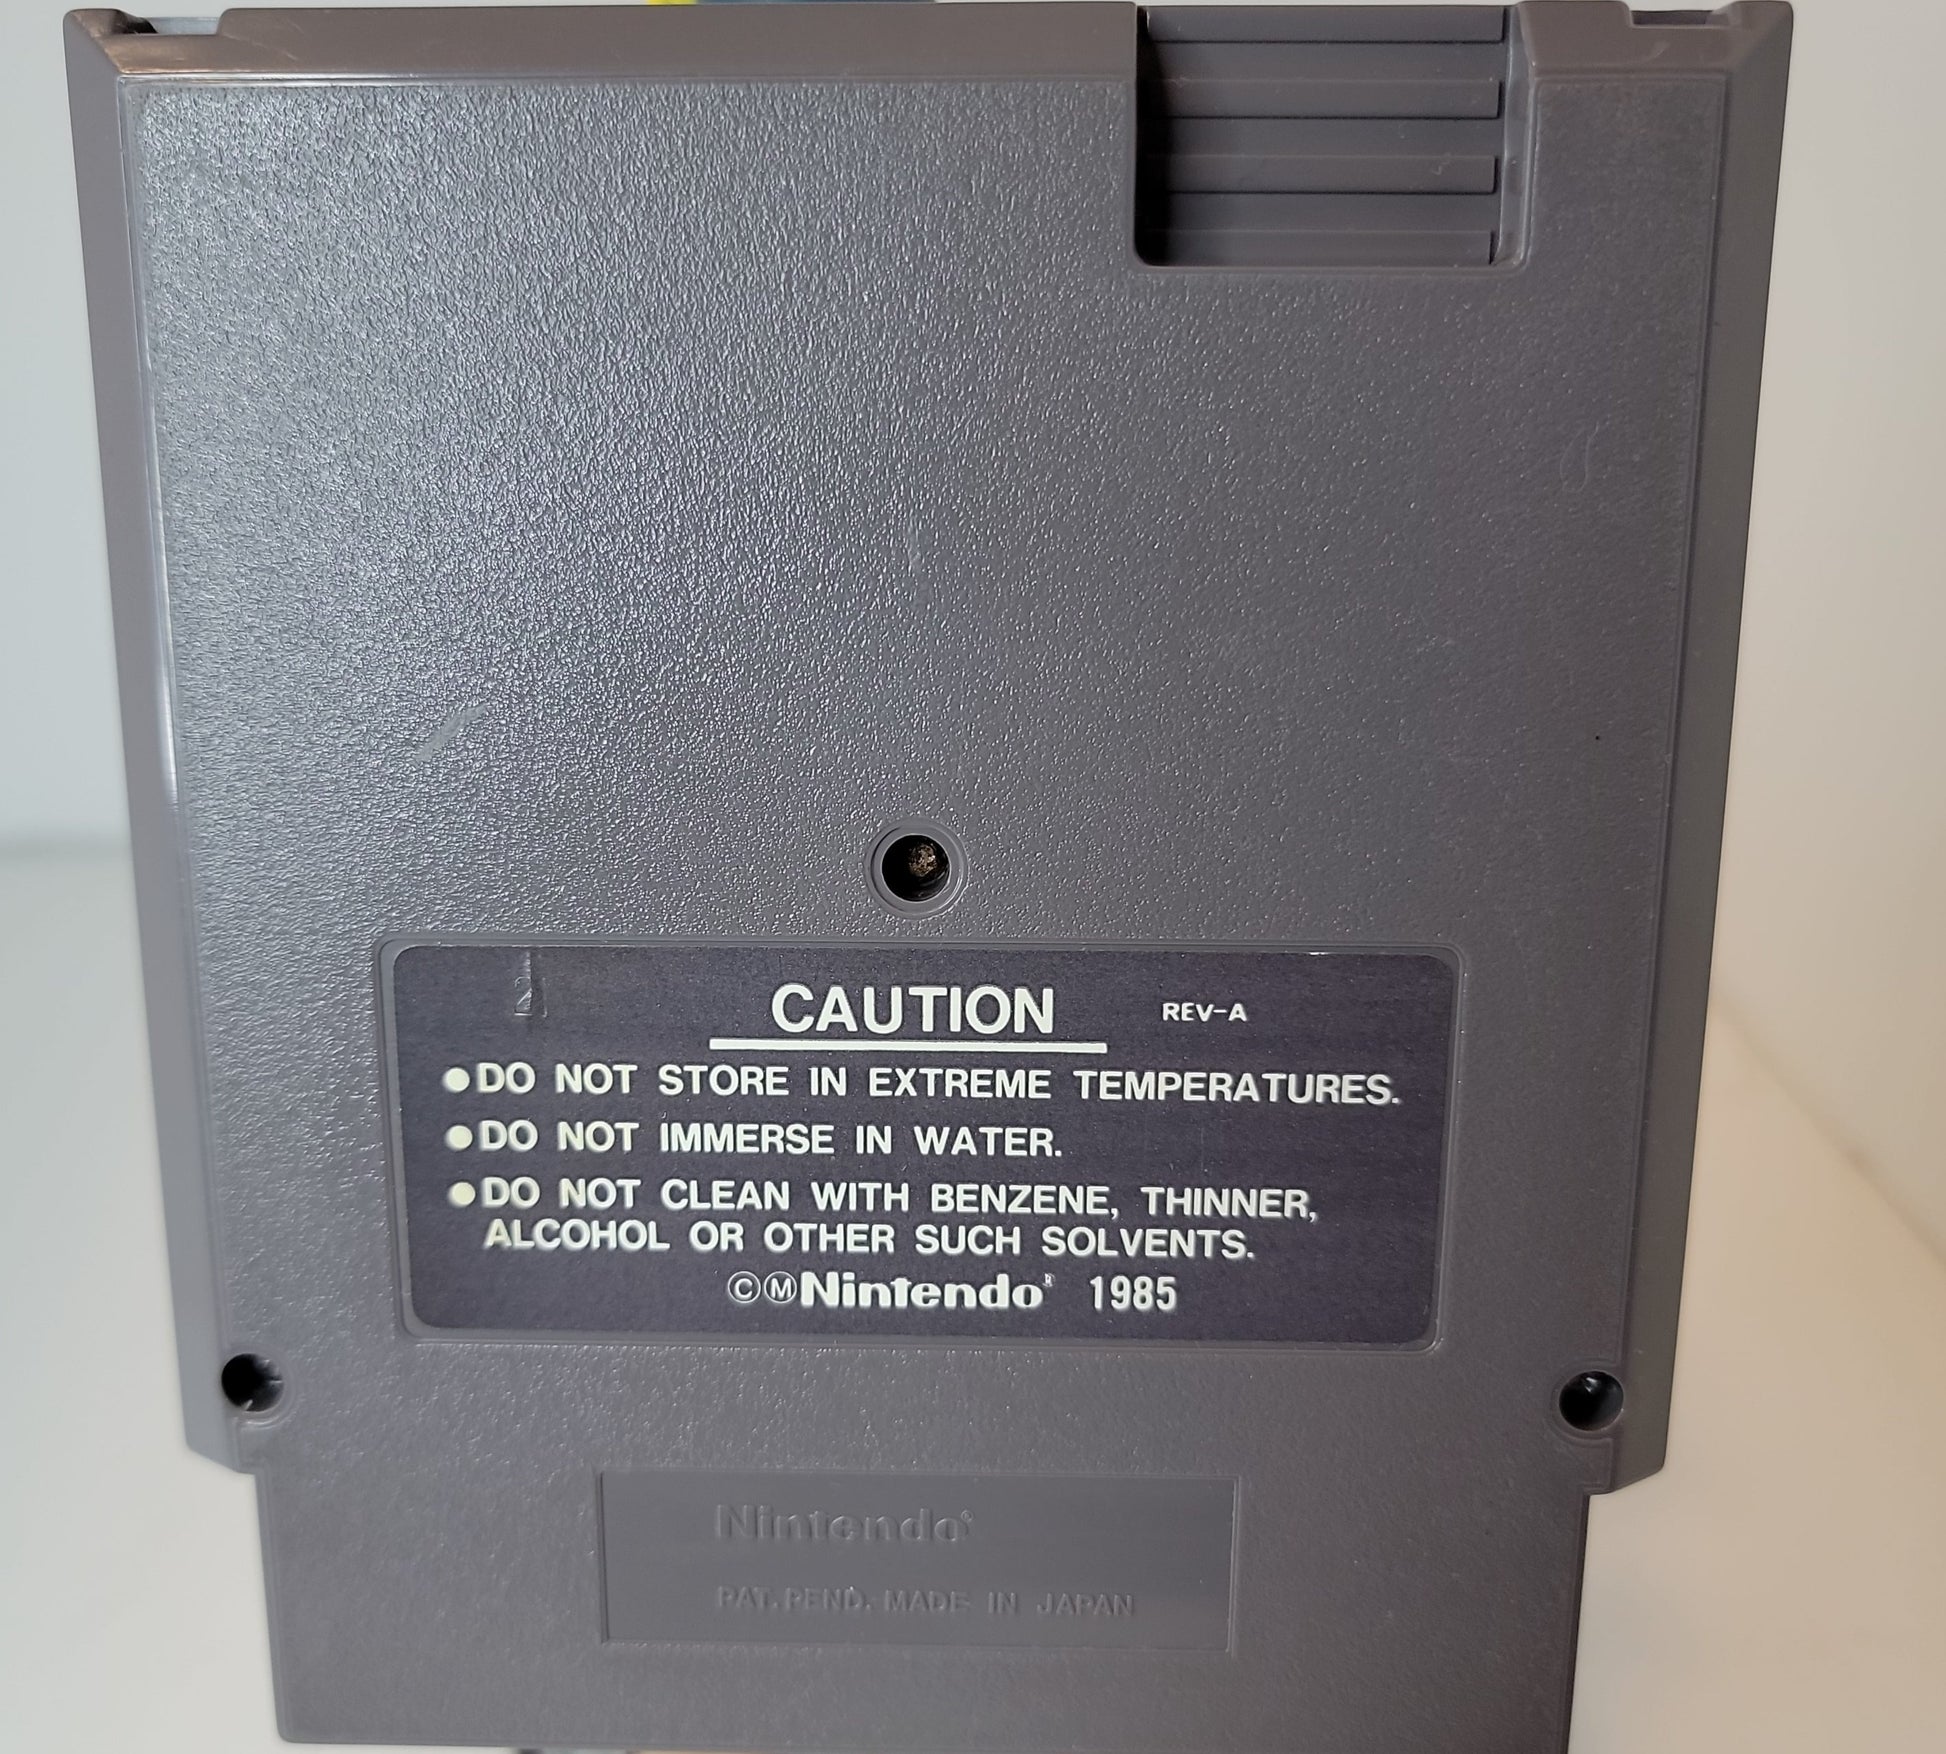 2
CAUTION REV-A
●DO NOT STORE IN EXTREME TEMPERATURES.
●DO NOT IMMERSE IN WATER.
●DO NOT CLEAN WITH BENZENE, THINNER,
ALCOHOL OR OTHER SUCH SOLVENTS.
©ⓂNintendo® 1985
Nintendo®
PAT. PEND. MADE IN JAPAN